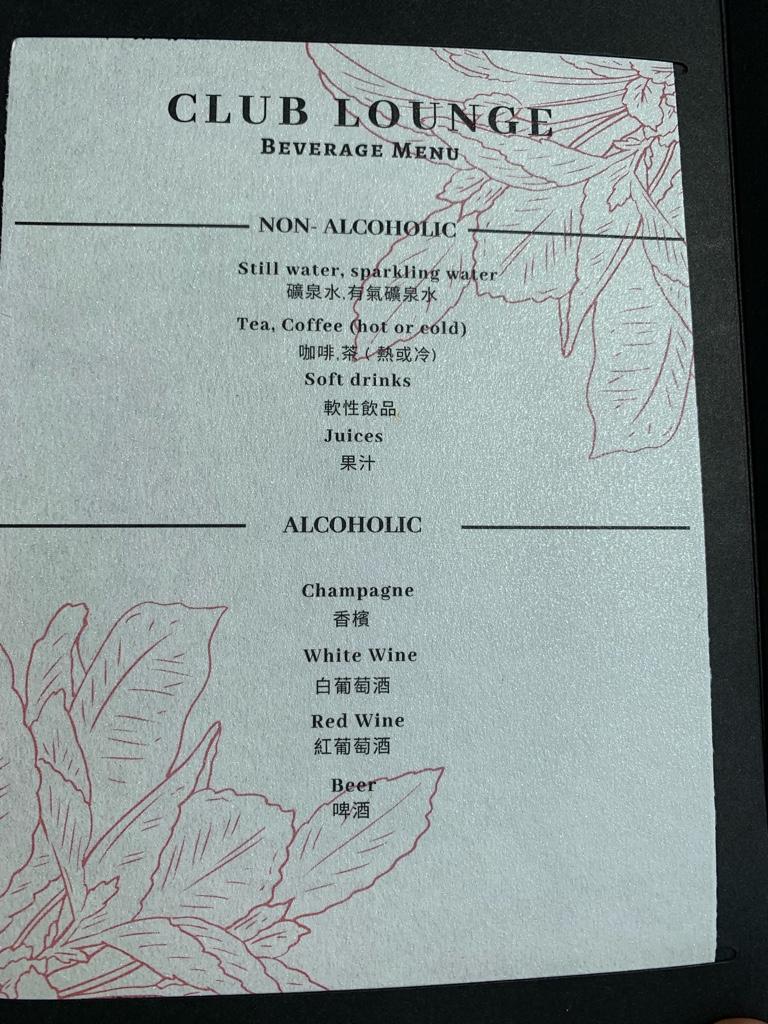 CLUB LOUNGE
BEVERAGE MENU
NON- ALCOHOLIC
Still water, sparkling water
礦泉水,有氣礦泉水
Tea, Coffee (hot or cold)
咖啡,茶 ( 熱或冷)
Soft drinks
軟性飲品
Juices
果汁
ALCOHOLIC
Champagne
香檳
White Wine
白葡萄酒
Red Wine
紅葡萄酒
Beer
啤酒